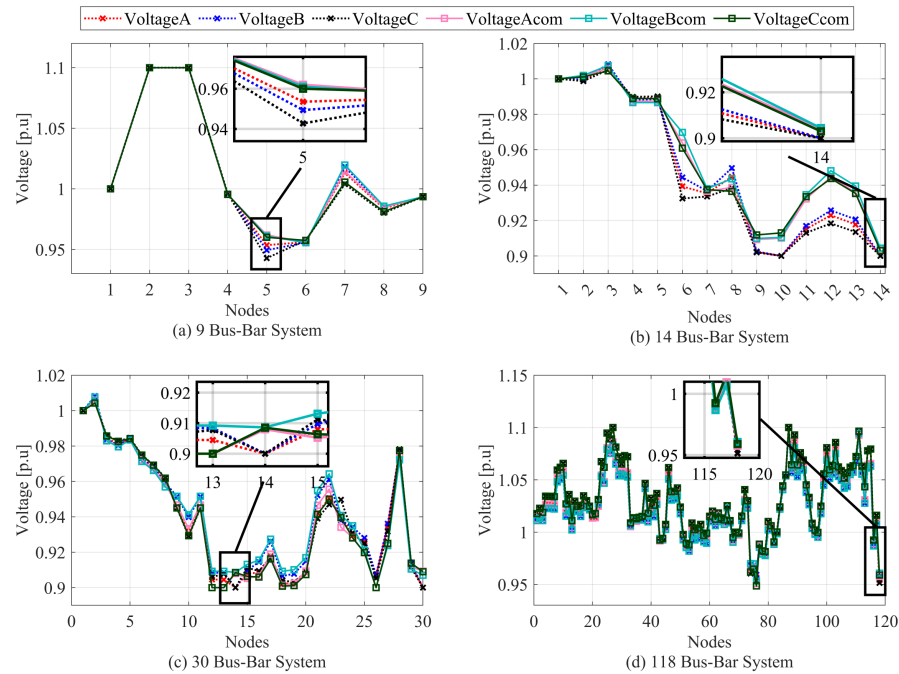 VoltageA VoltageB VoltageC VoltageAcom VoltageBcom VoltageCcom
Voltage [p.u]
1.1
1.05
1
0.95
0.96
0.94
5
1 2 3 4 5 6 7 8 9
Nodes
(a) 9 Bus-Bar System
Voltage [p.u]
1.02
1
0.98
0.96
0.94
0.92
0.9
0.92
0.9
14
1 2 3 4 5 6 7 8 9 10 11 12 13 14
Nodes
(b) 14 Bus-Bar System
Voltage [p.u]
1.02
1
0.98
0.96
0.94
0.92
0.9
0.92
0.91
0.9
13 14 15
0 5 10 15 20 25 30
Nodes
(c) 30 Bus-Bar System
Voltage [p.u]
1.15
1.1
1.05
1
0.95
1
0.95
115 120
0 20 40 60 80 100 120
Nodes
(d) 118 Bus-Bar System